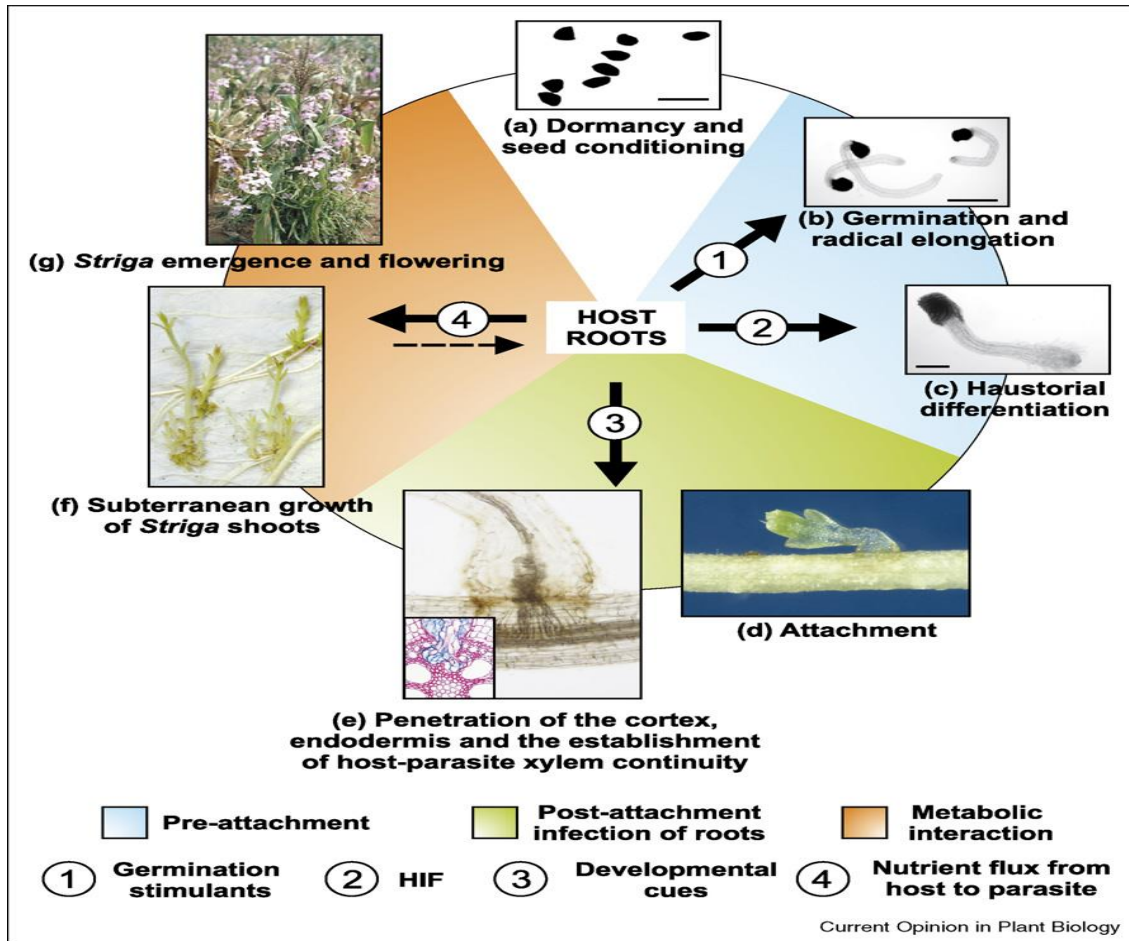 (a) Dormancy and
seed conditioning
(b) Germination and
radical elongation
1
(g) Striga emergence and flowering
4
HOST
ROOTS
2
(c) Haustorial
differentiation
3
(f) Subterranean growth
of Striga shoots
(d) Attachment
(e) Penetration of the cortex,
endodermis and the establishment
of host-parasite xylem continuity
Pre-attachment
Post-attachment
infection of roots
Metabolic
interaction
1 Germination
stimulants
2 HIF
3 Developmental
cues
4 Nutrient flux from
host to parasite
Current Opinion in Plant Biology